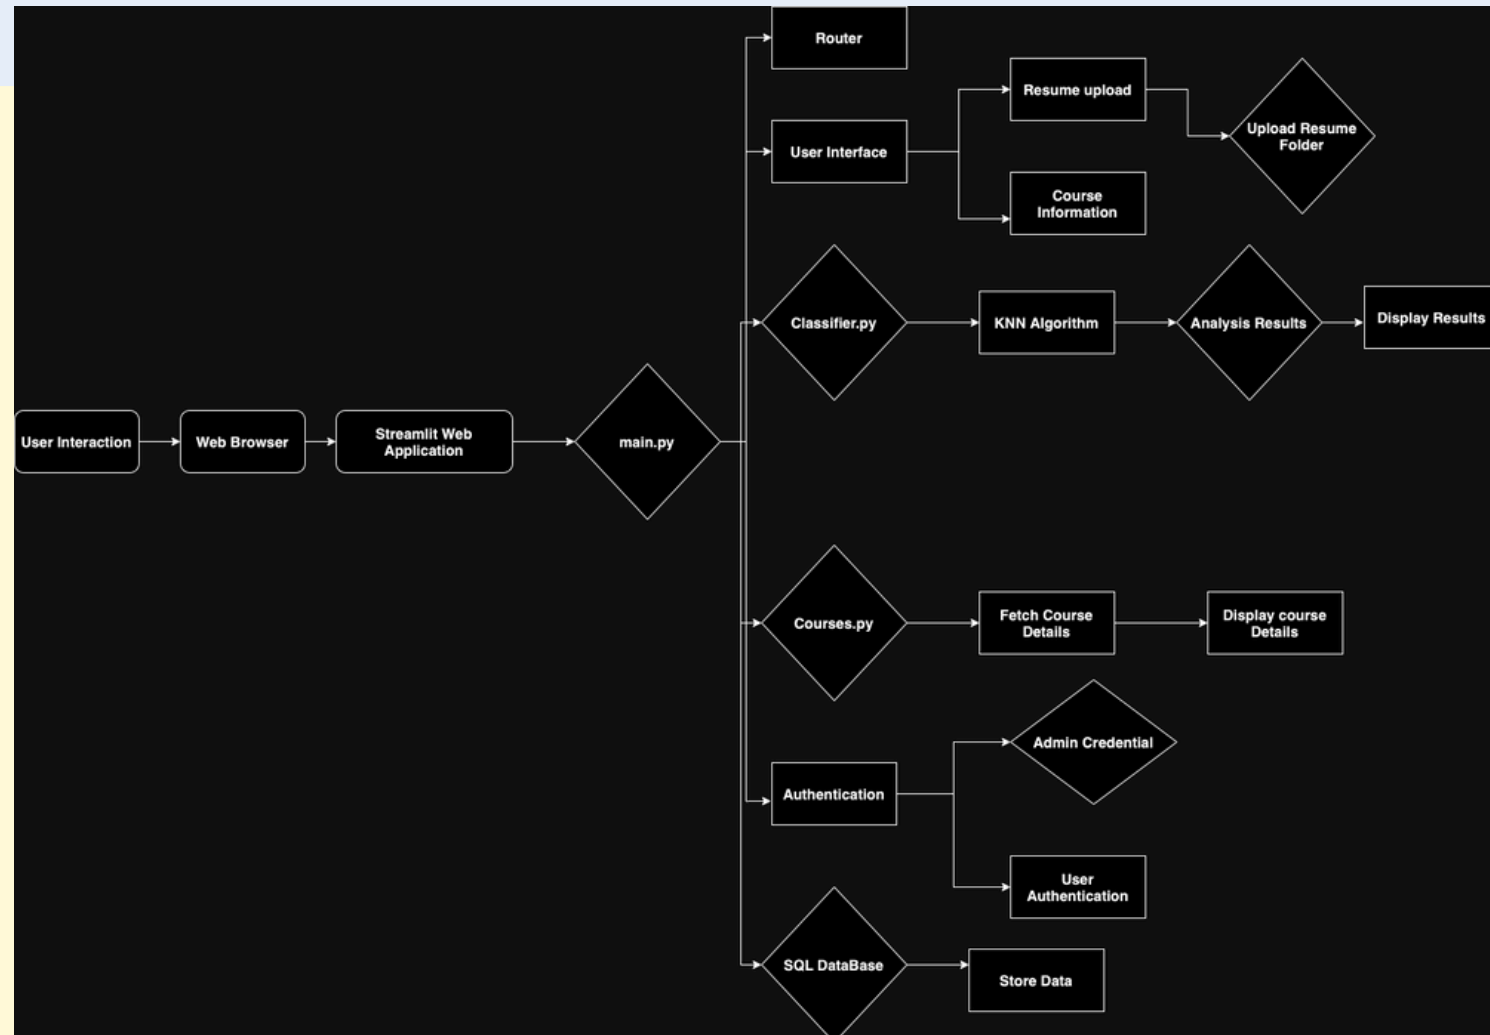 Router
Resume upload
Upload Resume
Folder
User Interface
Course
Information
Classifier.py
KNN Algorithm
Analysis Results
Display Results
User Interaction
Web Browser
Streamlit Web
Application
main.py
Courses.py
Fetch Course
Details
Display course
Details
Admin Credential
Authentication
User
Authentication
SQL DataBase
Store Data